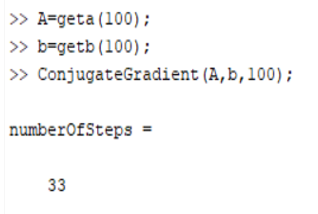 >> A=geta(100);
>> b=getb(100);
>> ConjugateGradient(A,b,100);
numberOfSteps =
33